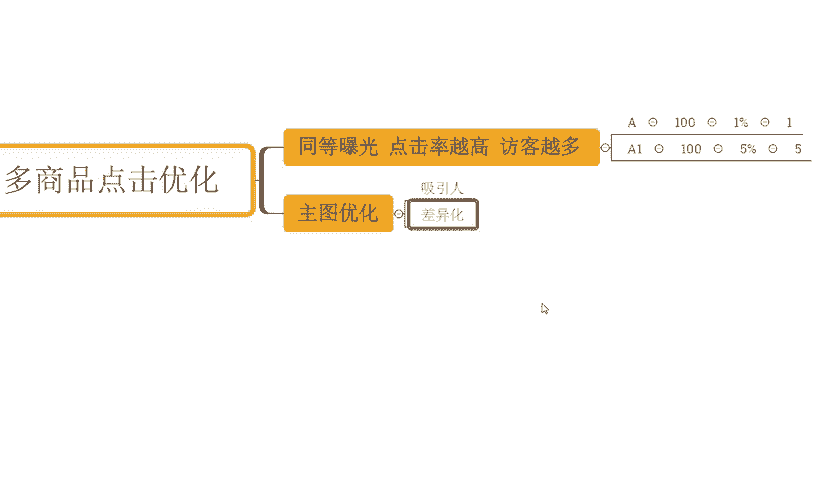 多商品点击优化
同等曝光 点击率越高 访客越多
A 100 1% 1
A1 100 5% 5
主图优化
吸引人
差异化